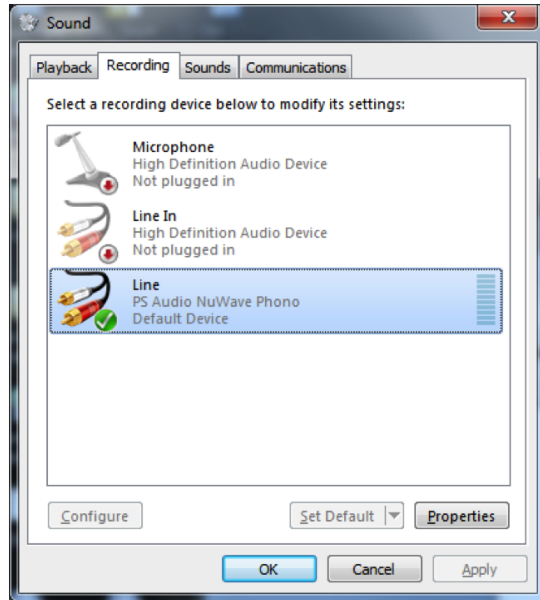 Sound
Playback Recording Sounds Communications
Select a recording device below to modify its settings:
Microphone
High Definition Audio Device
Not plugged in
Line In
High Definition Audio Device
Not plugged in
Line
PS Audio NuWave Phono
Default Device
Configure Set Default Properties
OK Cancel Apply